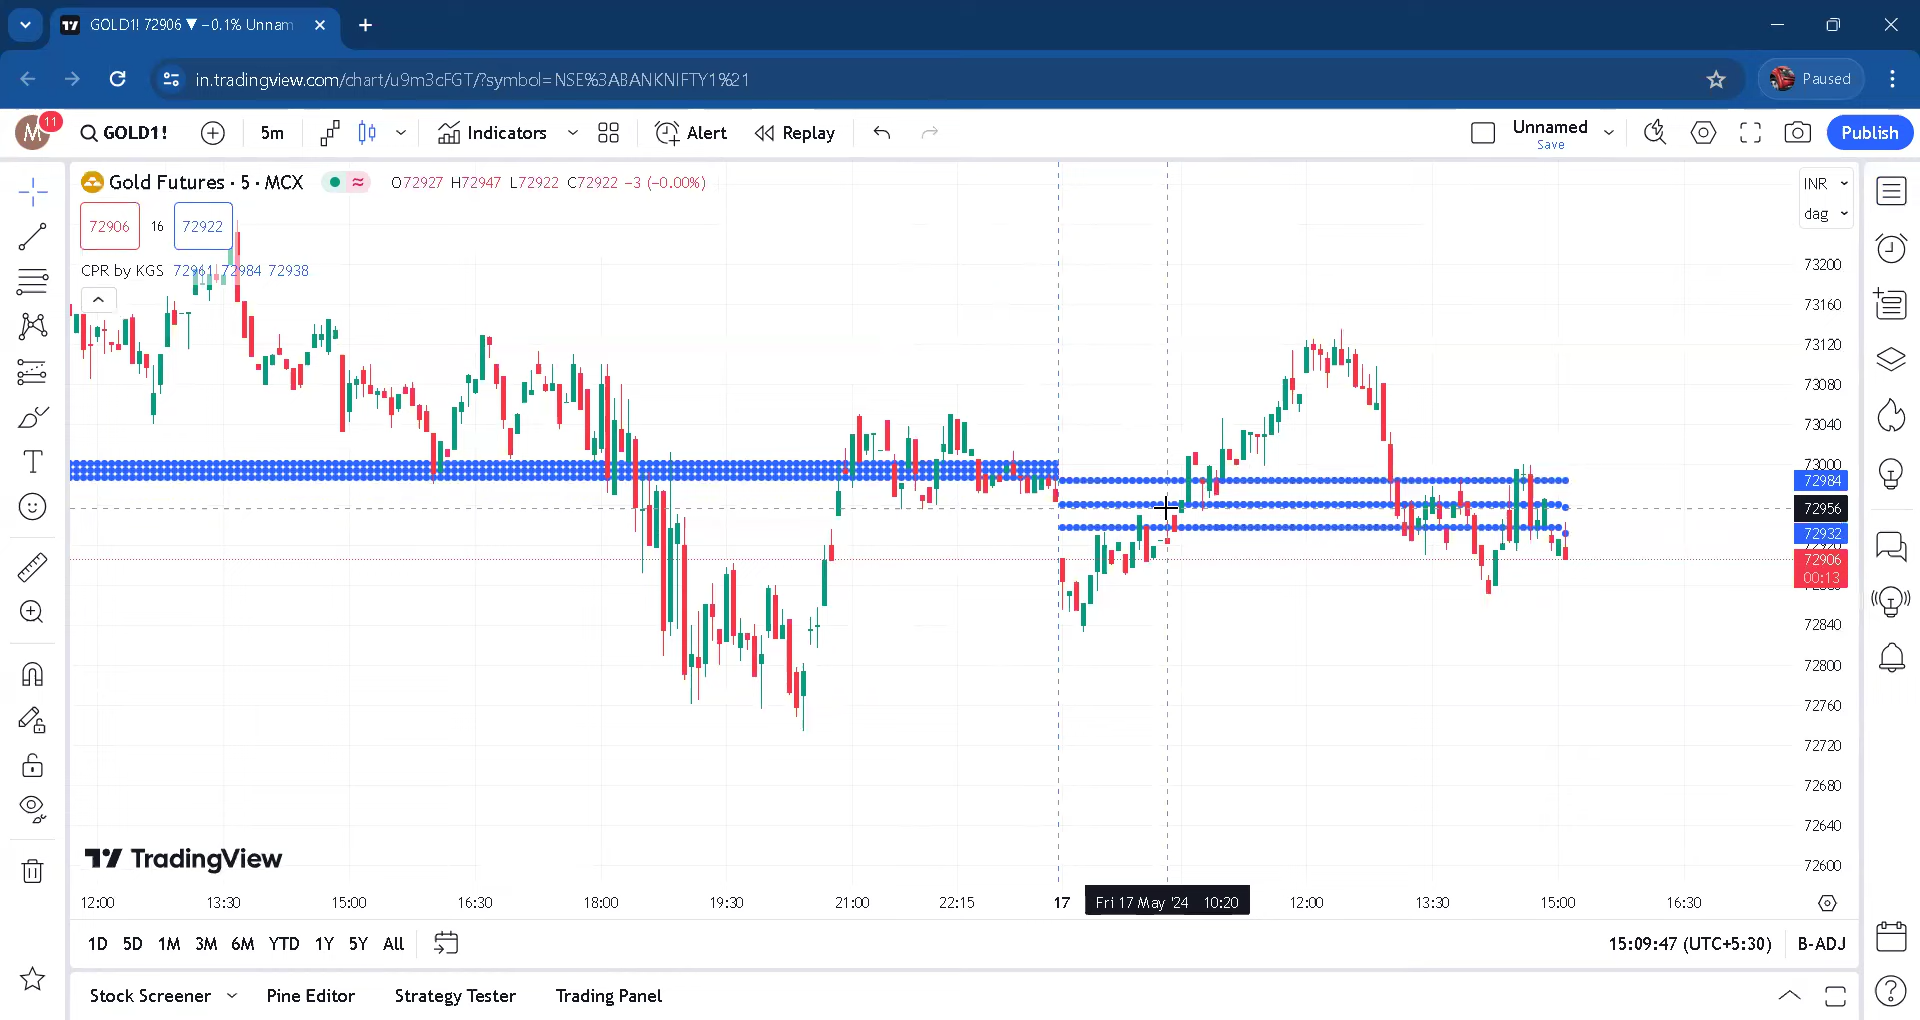 GOLD1! 72906 ▼ −0.1% Unnam
in.tradingview.com/chart/u9m3cFGT/?symbol=NSE%3ABANKNIFTY1%21
Paused
M 11 GOLD1! 5m Indicators Alert Replay Unnamed Save Publish
Gold Futures · 5 · MCX O72927 H72947 L72922 C72922 −3 (−0.00%)
INR
dag
72906 16 72922
CPR by KGS 72961 72984 72938
73200
73160
73120
73080
73040
73000
72984
72956
72932
72906
00:13
72840
72800
72760
72720
72680
72640
72600
TradingView
12:00 13:30 15:00 16:30 18:00 19:30 21:00 22:15 17 Fri 17 May '24 10:20 12:00 13:30 15:00 16:30
1D 5D 1M 3M 6M YTD 1Y 5Y All 15:09:47 (UTC+5:30) B-ADJ
Stock Screener Pine Editor Strategy Tester Trading Panel